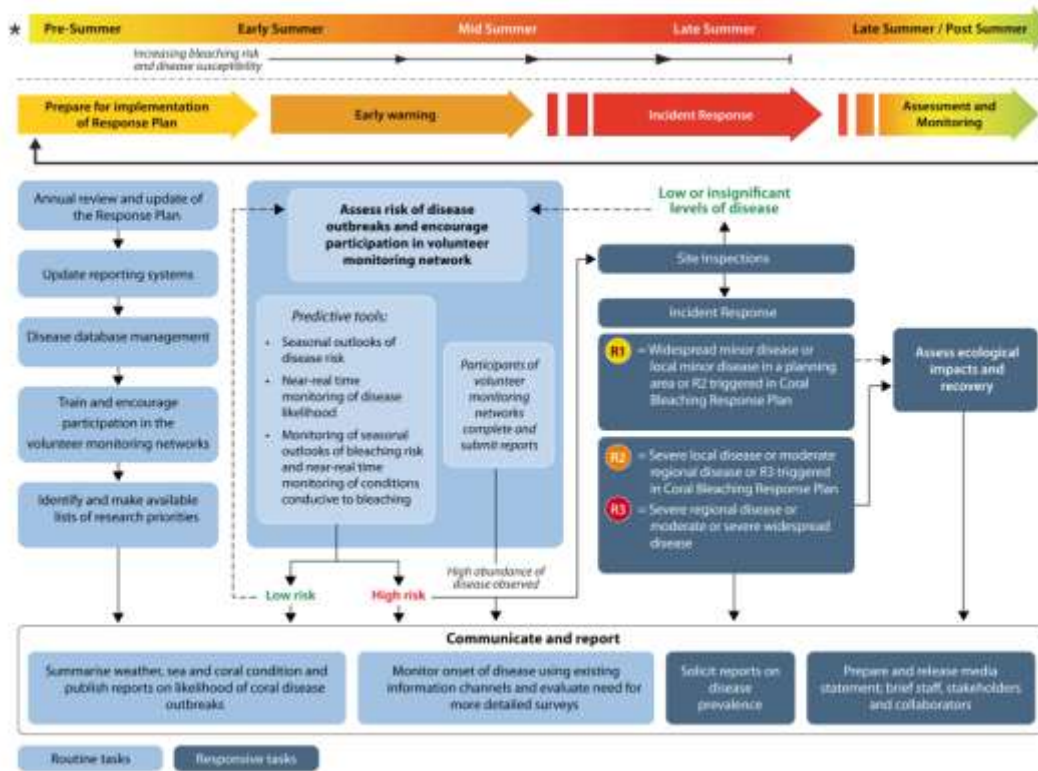 *
Pre-Summer
Early Summer
Mid Summer
Late Summer
Late Summer / Post Summer
Increasing bleaching risk
and disease susceptibility
Prepare for implementation
of Response Plan
Early warning
Incident Response
Assessment and
Monitoring
Annual review and update of
the Response Plan
Update reporting systems
Disease database management
Train and encourage
participation in the
volunteer monitoring networks
Identify and make available
lists of research priorities
Assess risk of disease
outbreaks and encourage
participation in volunteer
monitoring network
Predictive tools:
• Seasonal outlooks of
disease risk
• Near-real time
monitoring of disease
likelihood
• Monitoring of seasonal
outlooks of bleaching risk
and near-real time
monitoring of conditions
conducive to bleaching
Participants of
volunteer
monitoring
networks
complete and
submit reports
Low risk
High risk
High abundance of
disease observed
Low or insignificant
levels of disease
Site Inspections
Incident Response
R1 = Widespread minor disease or
local minor disease in a planning
area or R2 triggered in Coral
Bleaching Response Plan
R2 = Severe local disease or moderate
regional disease or R3 triggered
in Coral Bleaching Response Plan
R3 = Severe regional disease or
moderate or severe widespread
disease
Assess ecological
impacts and
recovery
Communicate and report
Summarise weather, sea and coral condition and
publish reports on likelihood of coral disease
outbreaks
Monitor onset of disease using existing
information channels and evaluate need for
more detailed surveys
Solicit reports on
disease
prevalence
Prepare and release media
statement; brief staff, stakeholders
and collaborators
Routine tasks
Responsive tasks